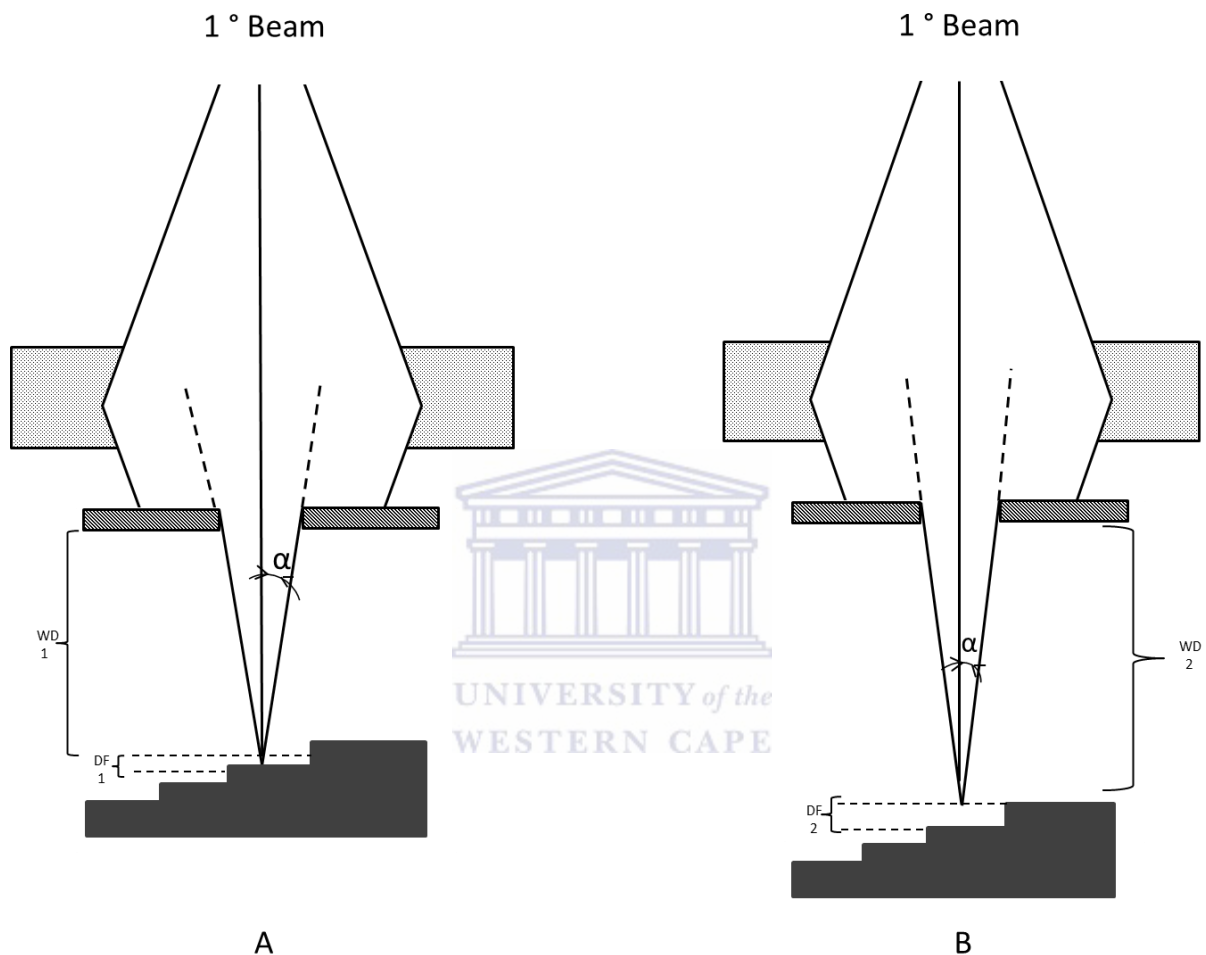 1 ° Beam
1 ° Beam
α
α
WD
1
WD
2
DF
1
DF
2
UNIVERSITY of the
WESTERN CAPE
A
B